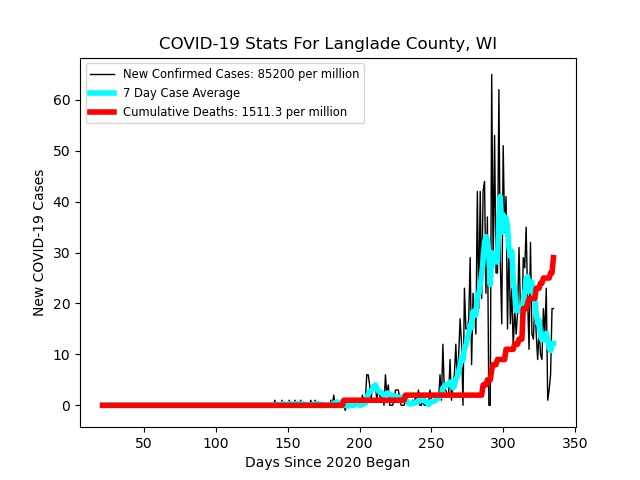 COVID-19 Stats For Langlade County, WI
New Confirmed Cases: 85200 per million
7 Day Case Average
Cumulative Deaths: 1511.3 per million
New COVID-19 Cases
60
50
40
30
20
10
0
50 100 150 200 250 300 350
Days Since 2020 Began